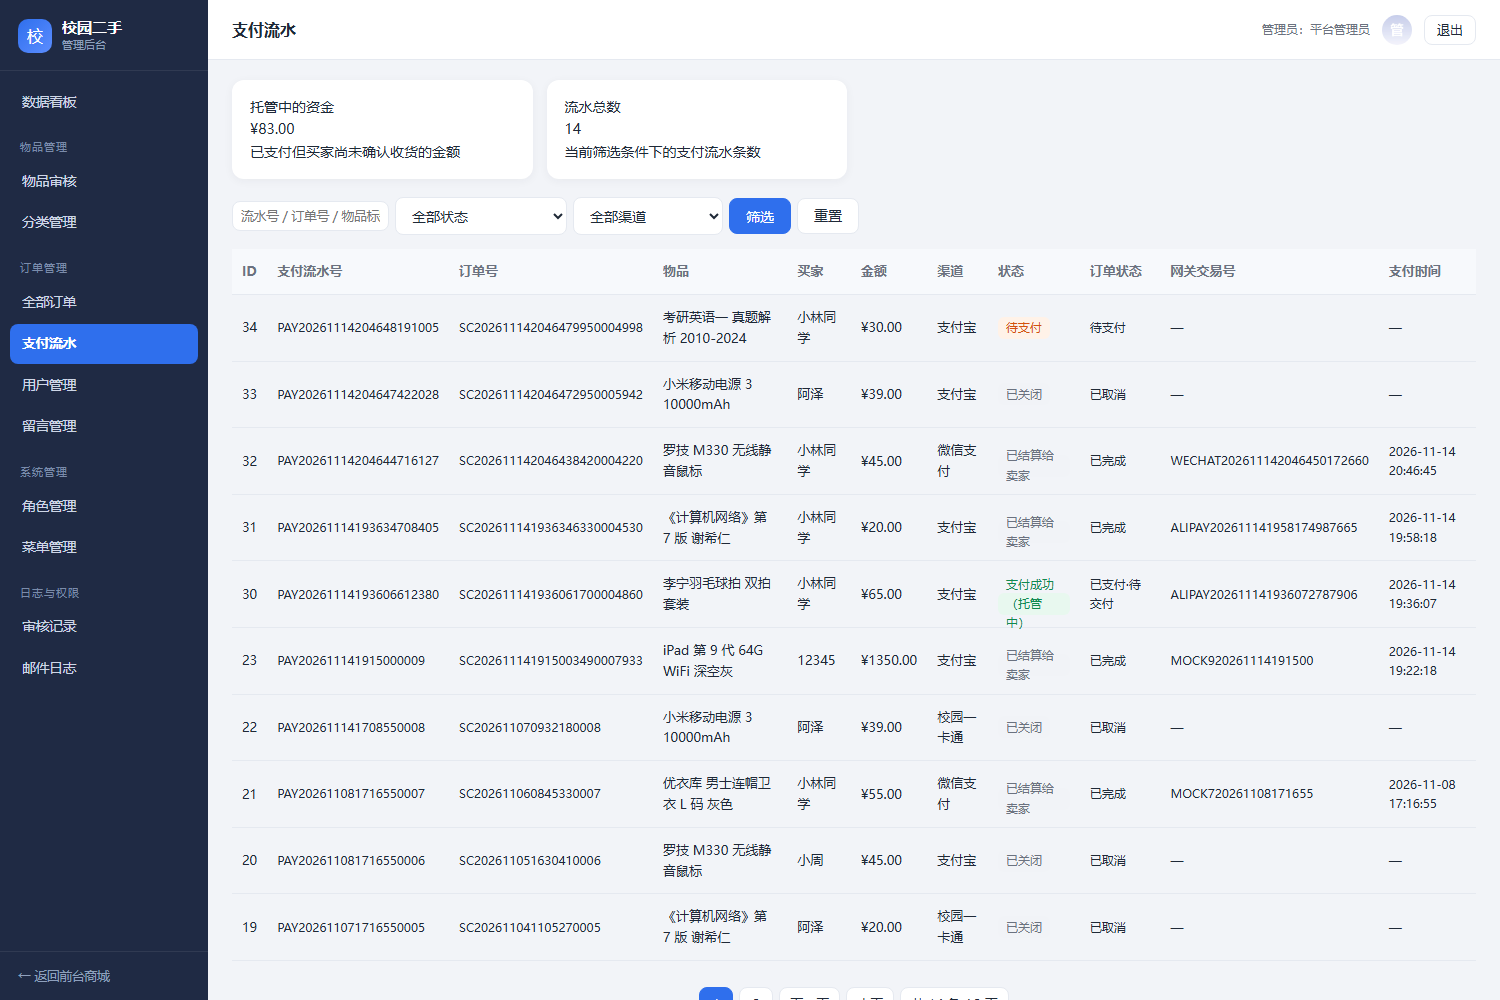 校
校园二手
管理后台
数据看板
物品管理
物品审核
分类管理
订单管理
全部订单
支付流水
用户管理
留言管理
系统管理
角色管理
菜单管理
日志与权限
审核记录
邮件日志
← 返回前台商城
支付流水
管理员：平台管理员
管
退出
托管中的资金
¥83.00
已支付但买家尚未确认收货的金额
流水总数
14
当前筛选条件下的支付流水条数
流水号 / 订单号 / 物品标
全部状态
全部渠道
筛选
重置
ID 支付流水号 订单号 物品 买家 金额 渠道 状态 订单状态 网关交易号 支付时间
34 PAY20261114204648191005 SC202611142046479950004998 考研英语一 真题解析 2010-2024 小林同学 ¥30.00 支付宝 待支付 待支付 — —
33 PAY20261114204647422028 SC202611142046472950005942 小米移动电源 3 10000mAh 阿泽 ¥39.00 支付宝 已关闭 已取消 — —
32 PAY20261114204644716127 SC202611142046438420004220 罗技 M330 无线静音鼠标 小林同学 ¥45.00 微信支付 已结算给卖家 已完成 WECHAT202611142046450172660 2026-11-14 20:46:45
31 PAY20261114193634708405 SC202611141936346330004530 《计算机网络》第 7 版 谢希仁 小林同学 ¥20.00 支付宝 已结算给卖家 已完成 ALIPAY202611141958174987665 2026-11-14 19:58:18
30 PAY20261114193606612380 SC202611141936061700004860 李宁羽毛球拍 双拍套装 小林同学 ¥65.00 支付宝 支付成功（托管中） 已支付·待交付 ALIPAY202611141936072787906 2026-11-14 19:36:07
23 PAY202611141915000009 SC202611141915003490007933 iPad 第 9 代 64G WiFi 深空灰 12345 ¥1350.00 支付宝 已结算给卖家 已完成 MOCK920261114191500 2026-11-14 19:22:18
22 PAY202611141708550008 SC202611070932180008 小米移动电源 3 10000mAh 阿泽 ¥39.00 校园一卡通 已关闭 已取消 — —
21 PAY202611081716550007 SC202611060845330007 优衣库 男士连帽卫衣 L 码 灰色 小林同学 ¥55.00 微信支付 已结算给卖家 已完成 MOCK720261108171655 2026-11-08 17:16:55
20 PAY202611081716550006 SC202611051630410006 罗技 M330 无线静音鼠标 小周 ¥45.00 支付宝 已关闭 已取消 — —
19 PAY202611071716550005 SC202611041105270005 《计算机网络》第 7 版 谢希仁 阿泽 ¥20.00 校园一卡通 已关闭 已取消 — —